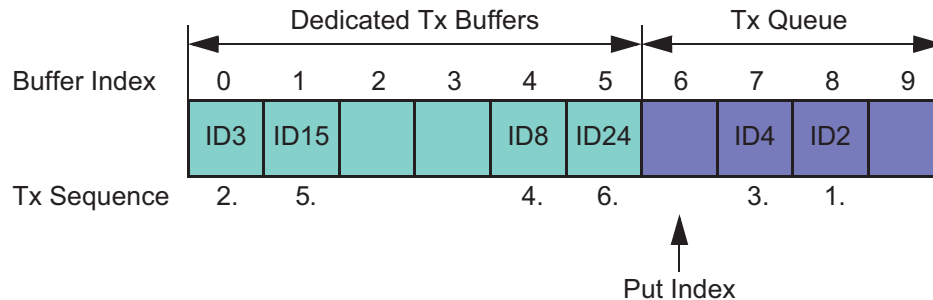 Dedicated Tx Buffers Tx Queue
Buffer Index 0 1 2 3 4 5 6 7 8 9
ID3 ID15 ID8 ID24 ID4 ID2
Tx Sequence 2. 5. 4. 6. 3. 1.
Put Index